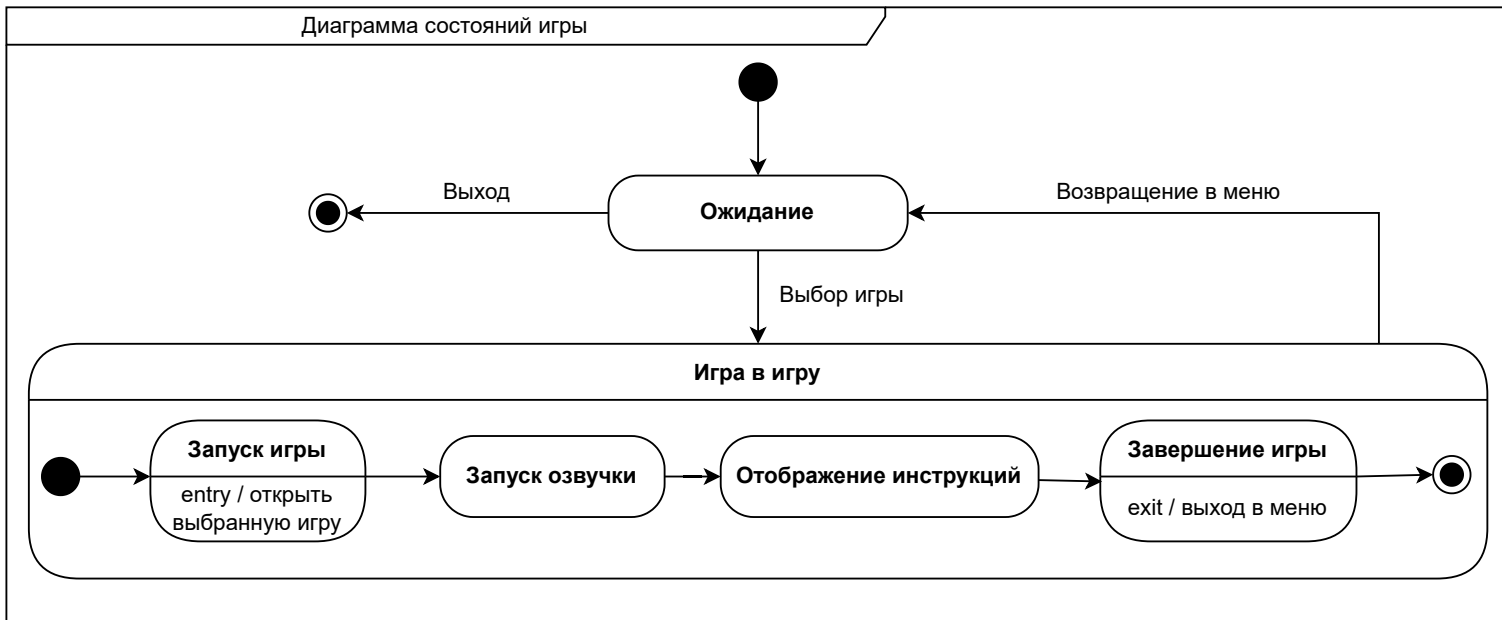 Диаграмма состояний игры
Выход
Ожидание
Возвращение в меню
Выбор игры
Игра в игру
Запуск игры
entry / открыть
выбранную игру
Запуск озвучки
Отображение инструкций
Завершение игры
exit / выход в меню